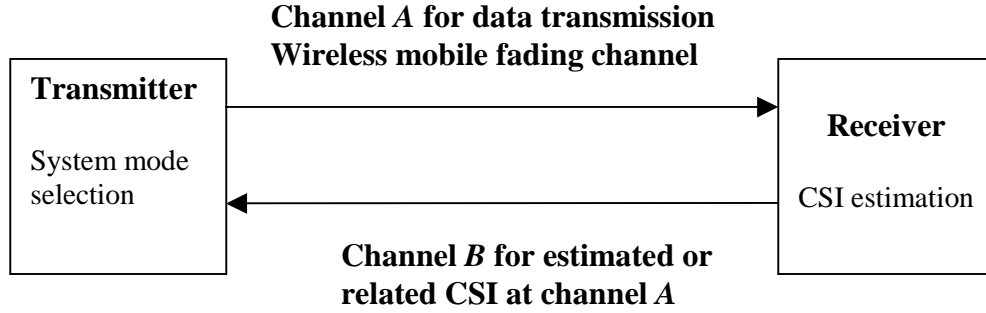 Channel A for data transmission
Wireless mobile fading channel
Transmitter
System mode
selection
Receiver
CSI estimation
Channel B for estimated or
related CSI at channel A